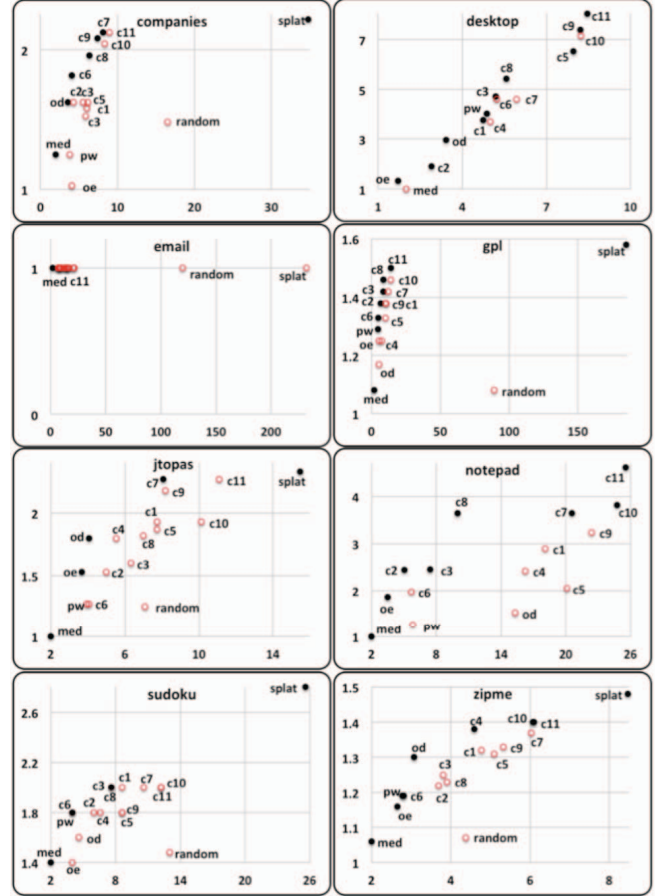 companies
splat
c7
c11
c9
c10
c8
c6
od
c2c3
c5
c1
c3
random
med
pw
oe
2
1
0 10 20 30
desktop
c11
c9
c10
c5
c8
c3
c6
c7
pw
c1
c4
od
c2
oe
med
7
5
3
1
1 4 7 10
email
1
med c11
random
splat
0
0 50 100 150 200
gpl
splat
c11
c8
c10
c3
c7
c2
c9c1
c6
c5
pw
oe
c4
od
med
random
1.6
1.4
1.2
1
0 50 100 150
jtopas
c7
c9
c11
splat
c1
c4
c5
c10
od
c8
c3
oe
c2
pw
c6
random
med
2
1.5
1
2 6 10 14
notepad
c11
c10
c8
c7
c9
c1
c2
c3
c4
c5
c6
oe
od
pw
med
4
3
2
1
2 8 14 20 26
sudoku
splat
c3
c1
c7
c10
c8
c11
c6
c2
c9
pw
c4
c5
od
med
oe
random
2.6
2.2
1.8
1.4
2 8 14 20 26
zipme
splat
c10
c11
c4
c7
c1
c9
c5
od
c3
c8
c2
pw
c6
oe
med
random
1.5
1.4
1.3
1.2
1.1
1
2 4 6 8